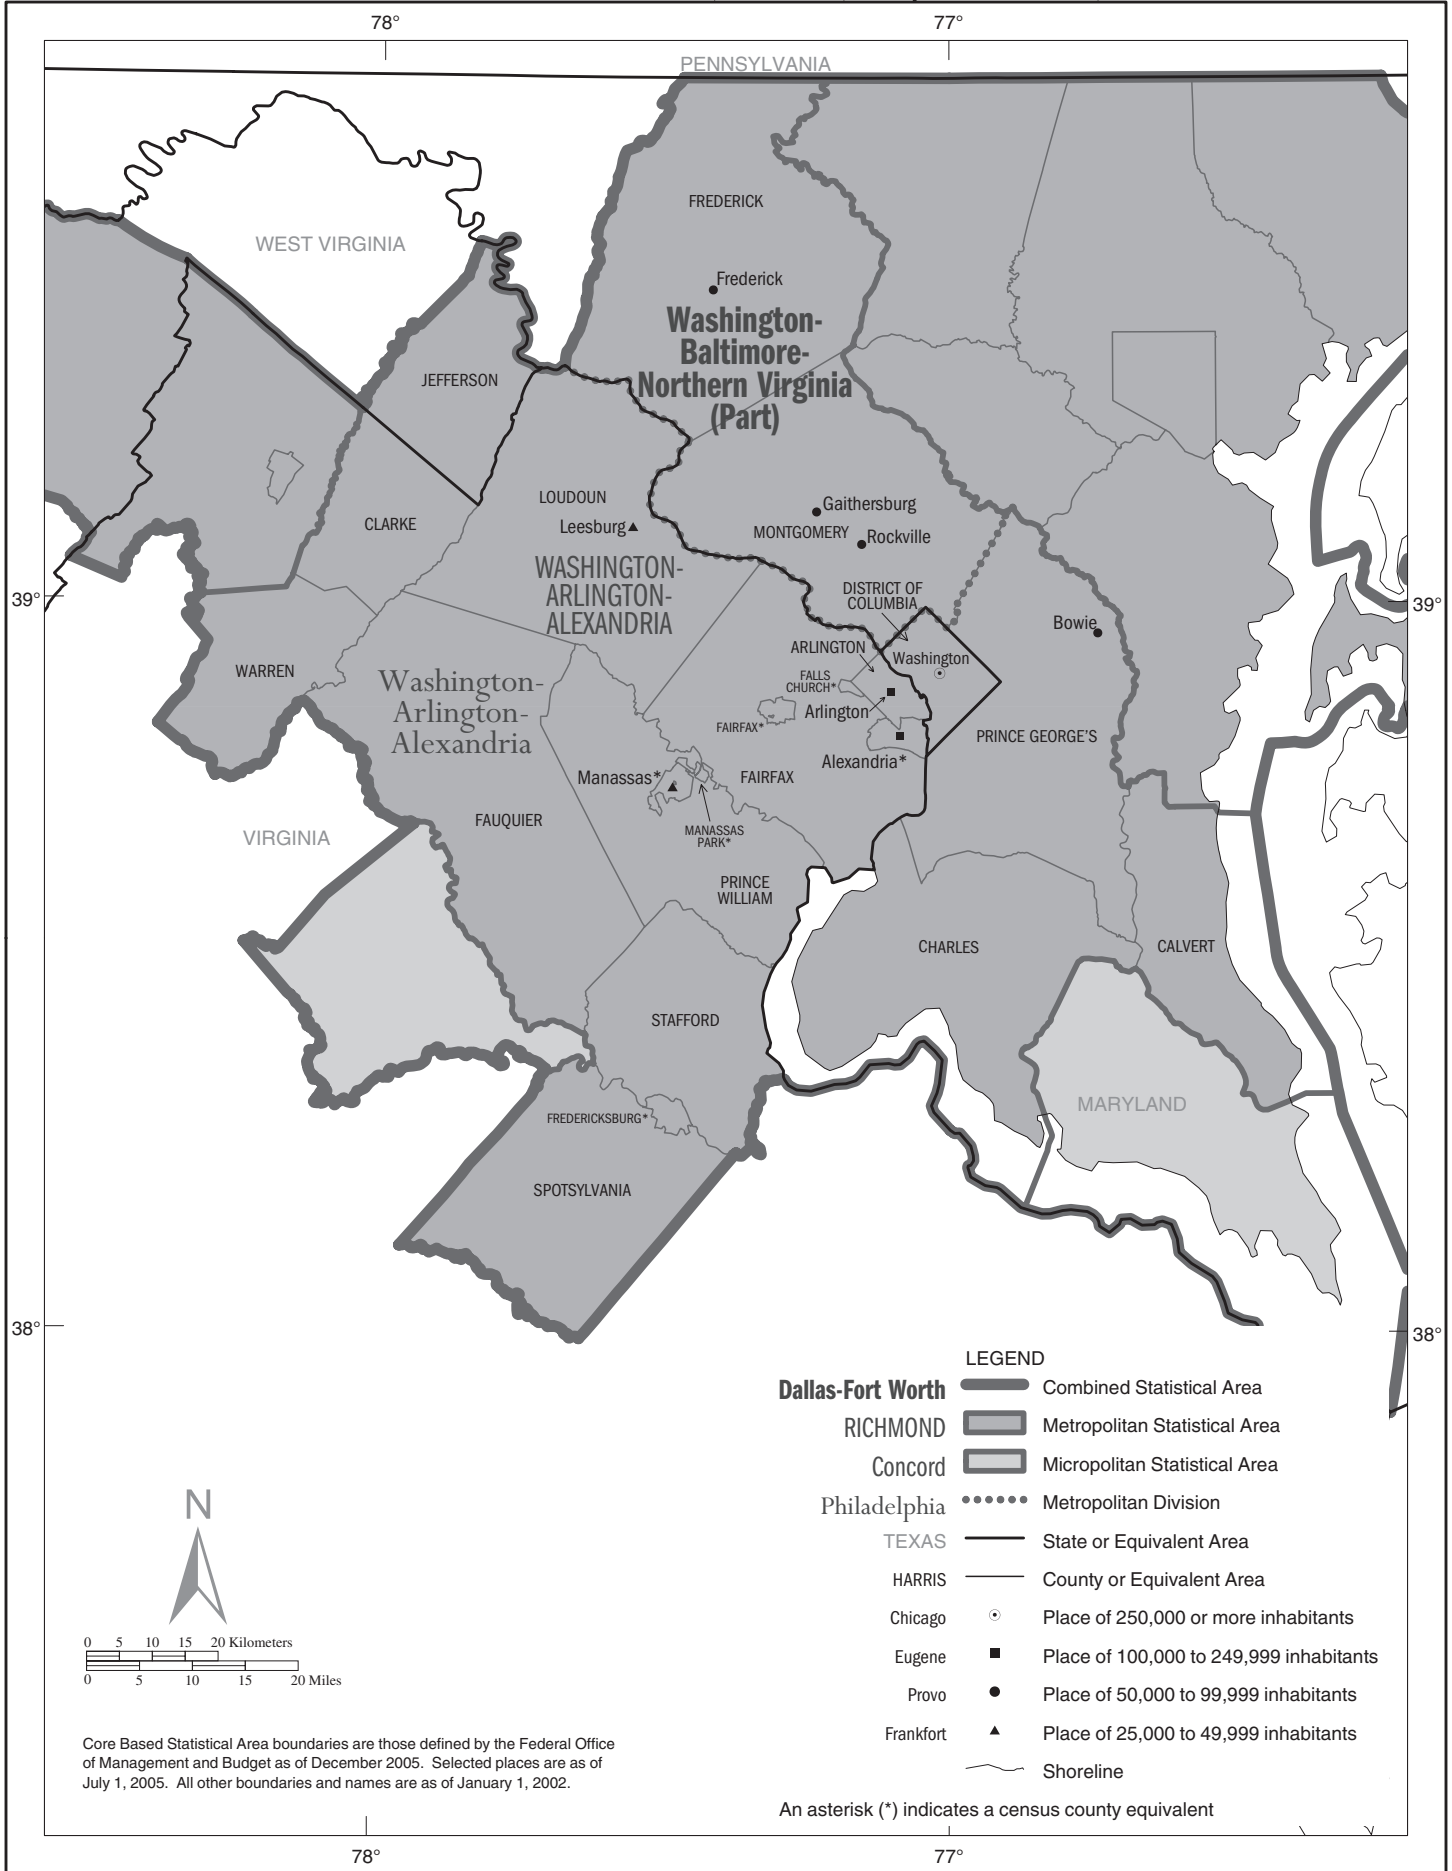 78°
77°
PENNSYLVANIA
FREDERICK
WEST VIRGINIA
Frederick
Washington-
Baltimore-
Northern Virginia
(Part)
JEFFERSON
LOUDOUN
Leesburg
CLARKE
Gaithersburg
MONTGOMERY
Rockville
WASHINGTON-
ARLINGTON-
ALEXANDRIA
DISTRICT OF
COLUMBIA
39°
39°
Bowie
ARLINGTON
Washington
WARREN
FALLS
CHURCH*
Washington-
Arlington-
Alexandria
Arlington
FAIRFAX*
PRINCE GEORGE'S
Alexandria*
Manassas*
FAIRFAX
FAUQUIER
MANASSAS
PARK*
VIRGINIA
PRINCE
WILLIAM
CHARLES
CALVERT
STAFFORD
MARYLAND
FREDERICKSBURG*
SPOTSYLVANIA
38°
38°
LEGEND
Dallas-Fort Worth Combined Statistical Area
RICHMOND Metropolitan Statistical Area
Concord Micropolitan Statistical Area
Philadelphia Metropolitan Division
TEXAS State or Equivalent Area
HARRIS County or Equivalent Area
Chicago Place of 250,000 or more inhabitants
Eugene Place of 100,000 to 249,999 inhabitants
Provo Place of 50,000 to 99,999 inhabitants
Frankfort Place of 25,000 to 49,999 inhabitants
Shoreline
An asterisk (*) indicates a census county equivalent
N
0 5 10 15 20 Kilometers
0 5 10 15 20 Miles
Core Based Statistical Area boundaries are those defined by the Federal Office
of Management and Budget as of December 2005. Selected places are as of
July 1, 2005. All other boundaries and names are as of January 1, 2002.
78°
77°